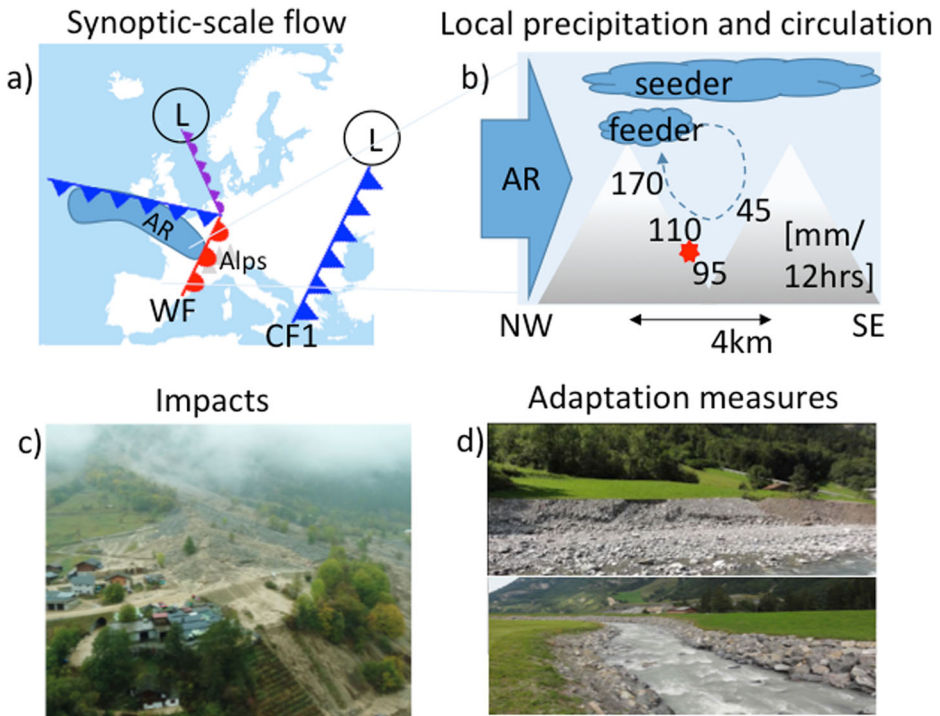 Synoptic-scale flow
a)
L
L
AR
Alps
WF
CF1
Local precipitation and circulation
b)
seeder
feeder
AR
170
45
110
[mm/
95
12hrs]
NW
SE
4km
Impacts
c)
Adaptation measures
d)